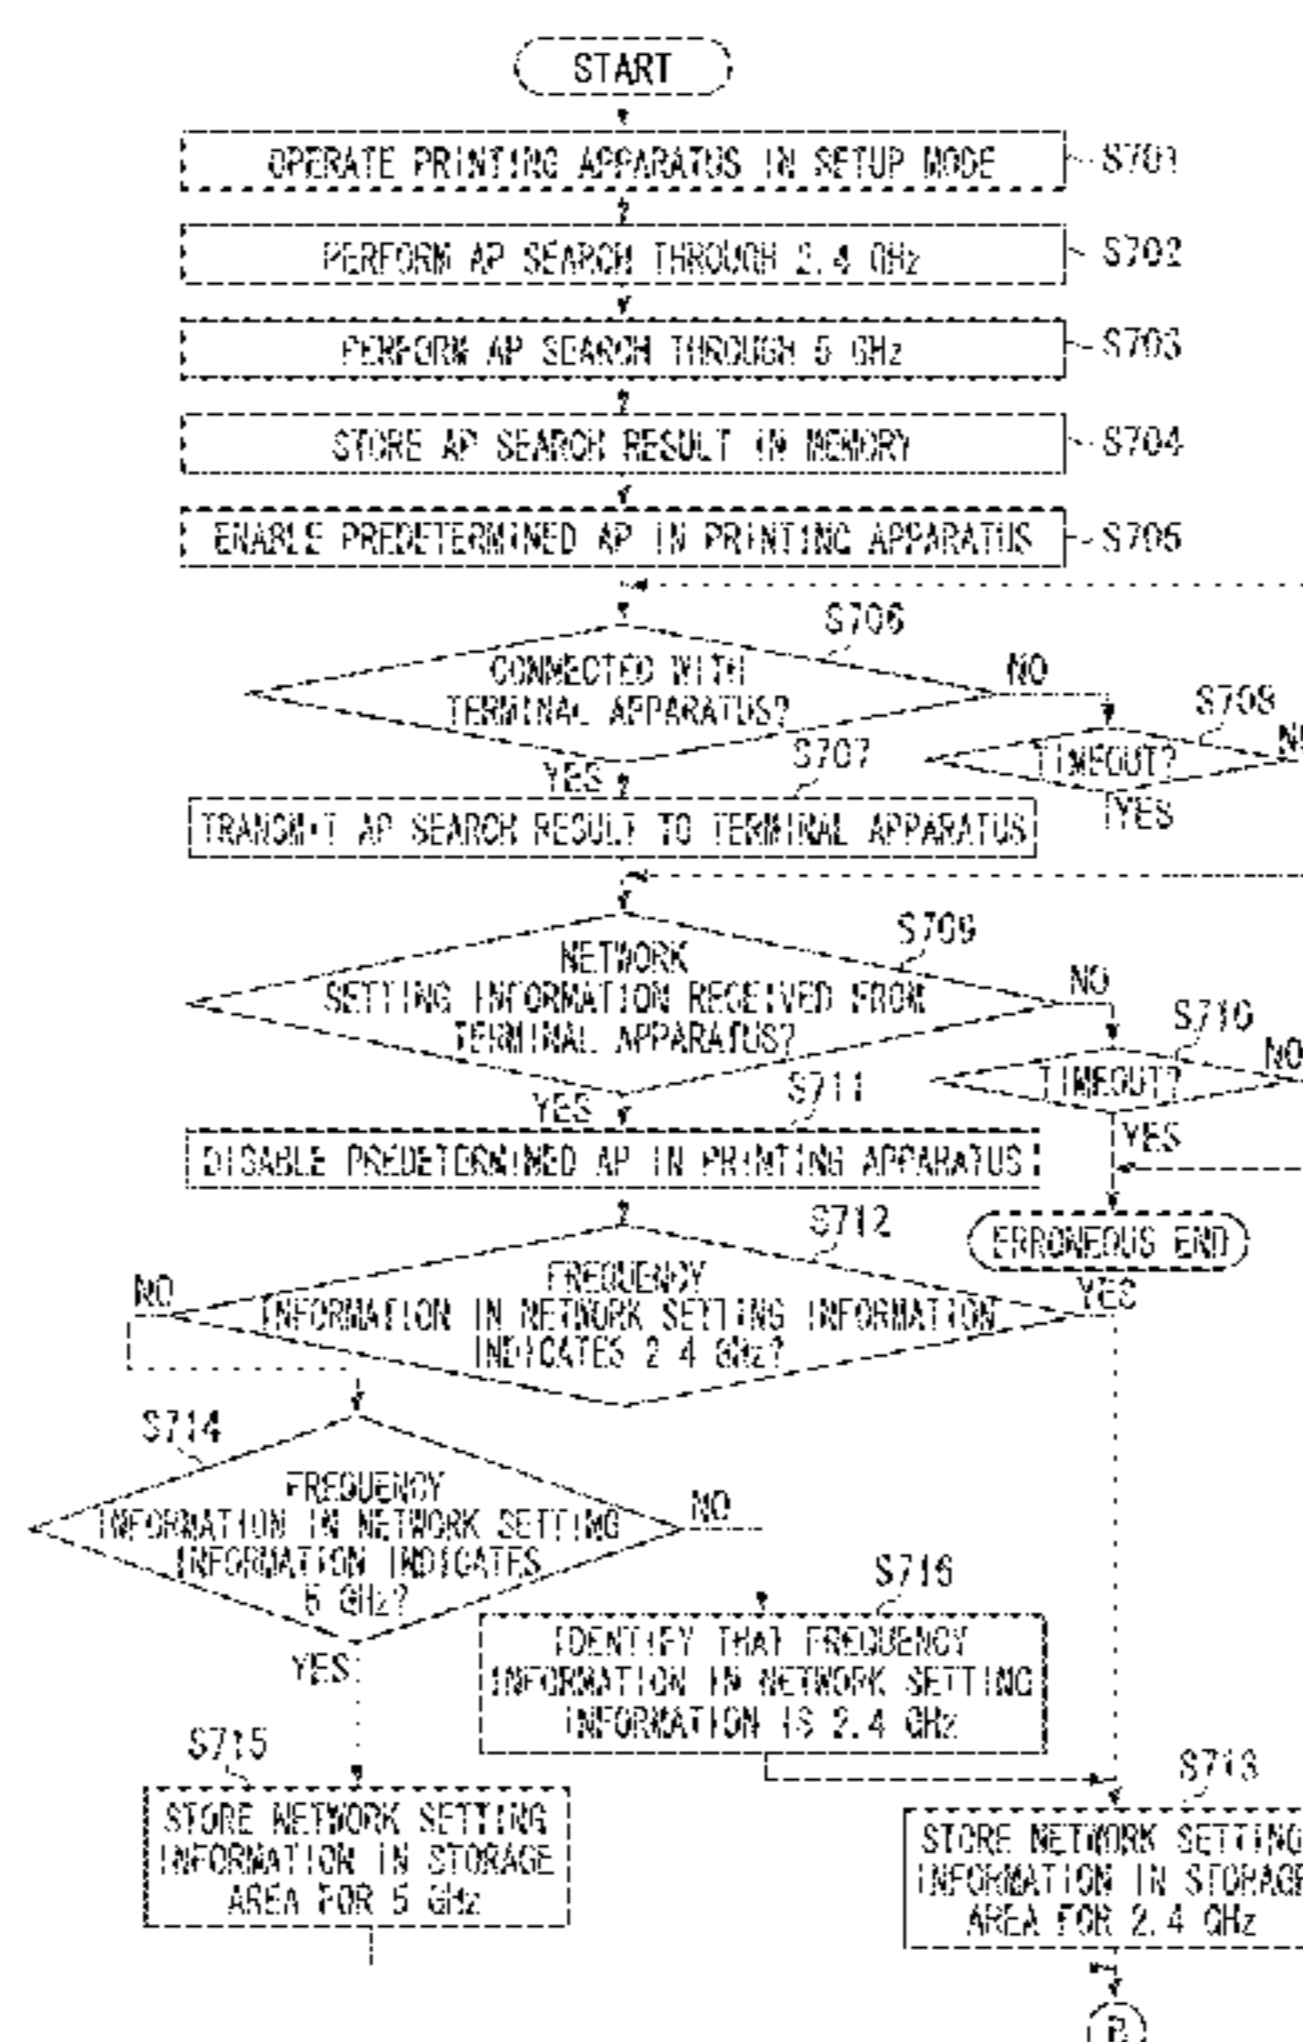 START
OPERATE PRINTING APPARATUS IN SETUP MODE
S701
PERFORM AP SEARCH THROUGH 2.4 GHz
S702
PERFORM AP SEARCH THROUGH 5 GHz
S703
STORE AP SEARCH RESULT IN MEMORY
S704
ENABLE PREDETERMINED AP IN PRINTING APPARATUS
S705
S706
CONNECTED WITH
TERMINAL APPARATUS?
NO
S708
TIMEOUT?
YES
YES
S707
TRANSMIT AP SEARCH RESULT TO TERMINAL APPARATUS
S709
NETWORK
SETTING INFORMATION RECEIVED FROM
TERMINAL APPARATUS?
NO
S710
TIMEOUT?
NO
YES
YES
S711
DISABLE PREDETERMINED AP IN PRINTING APPARATUS
ERRONEOUS END
S712
FREQUENCY
INFORMATION IN NETWORK SETTING INFORMATION
INDICATES 2.4 GHz?
NO
YES
S714
FREQUENCY
INFORMATION IN NETWORK SETTING
INFORMATION INDICATES
5 GHz?
NO
YES
S716
IDENTIFY THAT FREQUENCY
INFORMATION IN NETWORK SETTING
INFORMATION IS 2.4 GHz
S715
STORE NETWORK SETTING
INFORMATION IN STORAGE
AREA FOR 5 GHz
S713
STORE NETWORK SETTING
INFORMATION IN STORAGE
AREA FOR 2.4 GHz